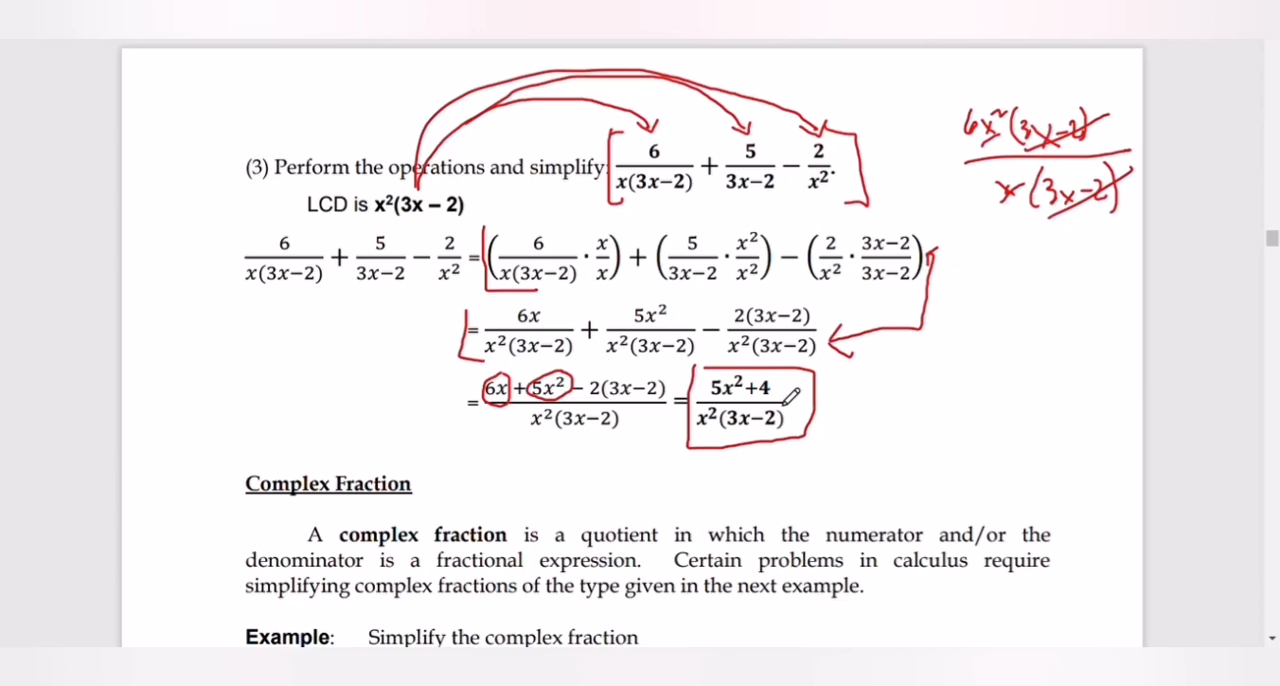 6x²(3x-2)
x(3x-2)
(3) Perform the operations and simplify: 6/(x(3x−2)) + 5/(3x−2) − 2/x².
LCD is x²(3x – 2)
6/(x(3x−2)) + 5/(3x−2) − 2/x² = (6/(x(3x−2)) · x/x) + (5/(3x−2) · x²/x²) − (2/x² · (3x−2)/(3x−2))
= 6x/(x²(3x−2)) + 5x²/(x²(3x−2)) − 2(3x−2)/(x²(3x−2))
= (6x+5x²− 2(3x−2))/(x²(3x−2)) = (5x²+4)/(x²(3x−2))
Complex Fraction
A complex fraction is a quotient in which the numerator and/or the
denominator is a fractional expression. Certain problems in calculus require
simplifying complex fractions of the type given in the next example.
Example: Simplify the complex fraction